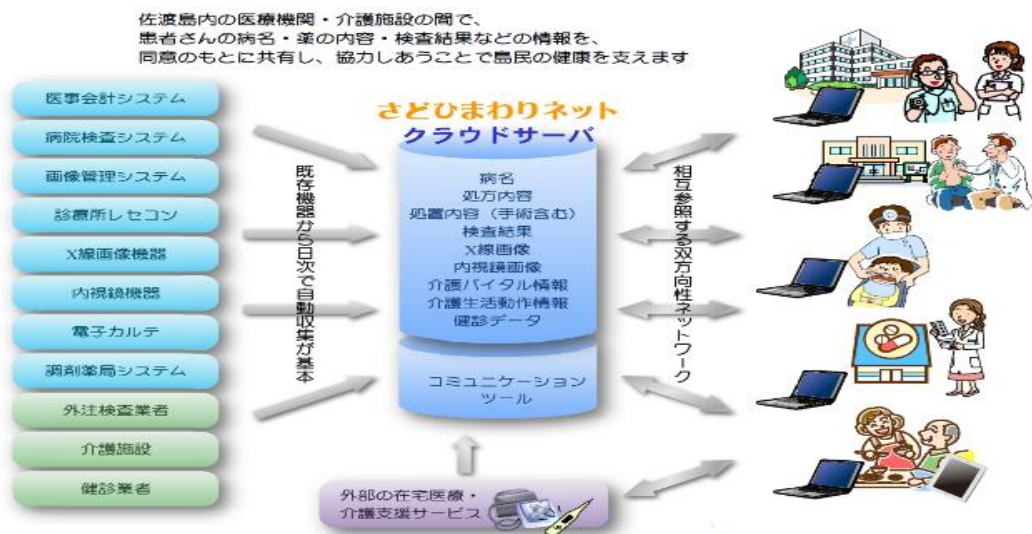 佐渡島内の医療機関・介護施設の間で、
患者さんの病名・薬の内容・検査結果などの情報を、
同意のもとに共有し、協力しあうことで島民の健康を支えます
医事会計システム
病院検査システム
画像管理システム
診療所レセコン
X線画像機器
内視鏡機器
電子カルテ
調剤薬局システム
外注検査業者
介護施設
健診業者
既存機器から日次で自動収集が基本
さどひまわりネット
クラウドサーバ
病名
処方内容
処置内容（手術含む）
検査結果
X線画像
内視鏡画像
介護バイタル情報
介護生活動作情報
健診データ
コミュニケーション
ツール
相互参照する双方向性ネットワーク
外部の在宅医療・
介護支援サービス